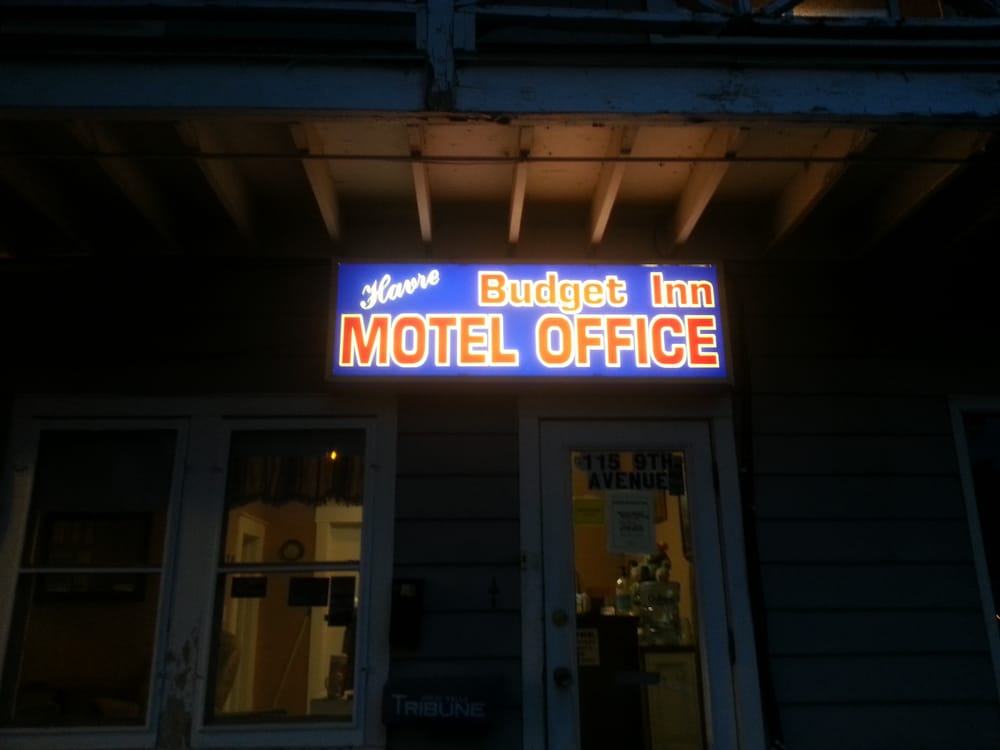 Havre Budget Inn
MOTEL OFFICE
115 9TH
AVENUE
TRIBUNE